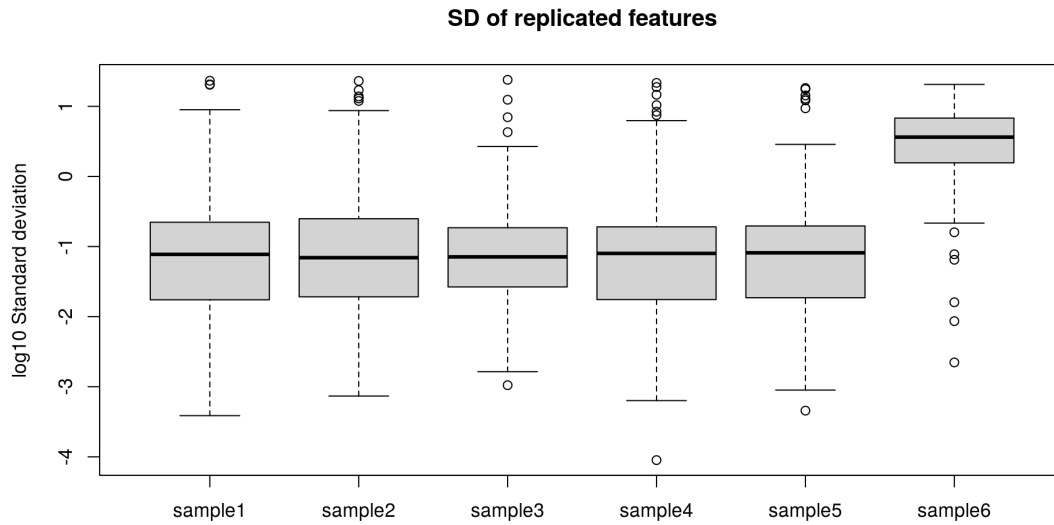 SD of replicated features
log10 Standard deviation
1
0
-1
-2
-3
-4
sample1 sample2 sample3 sample4 sample5 sample6